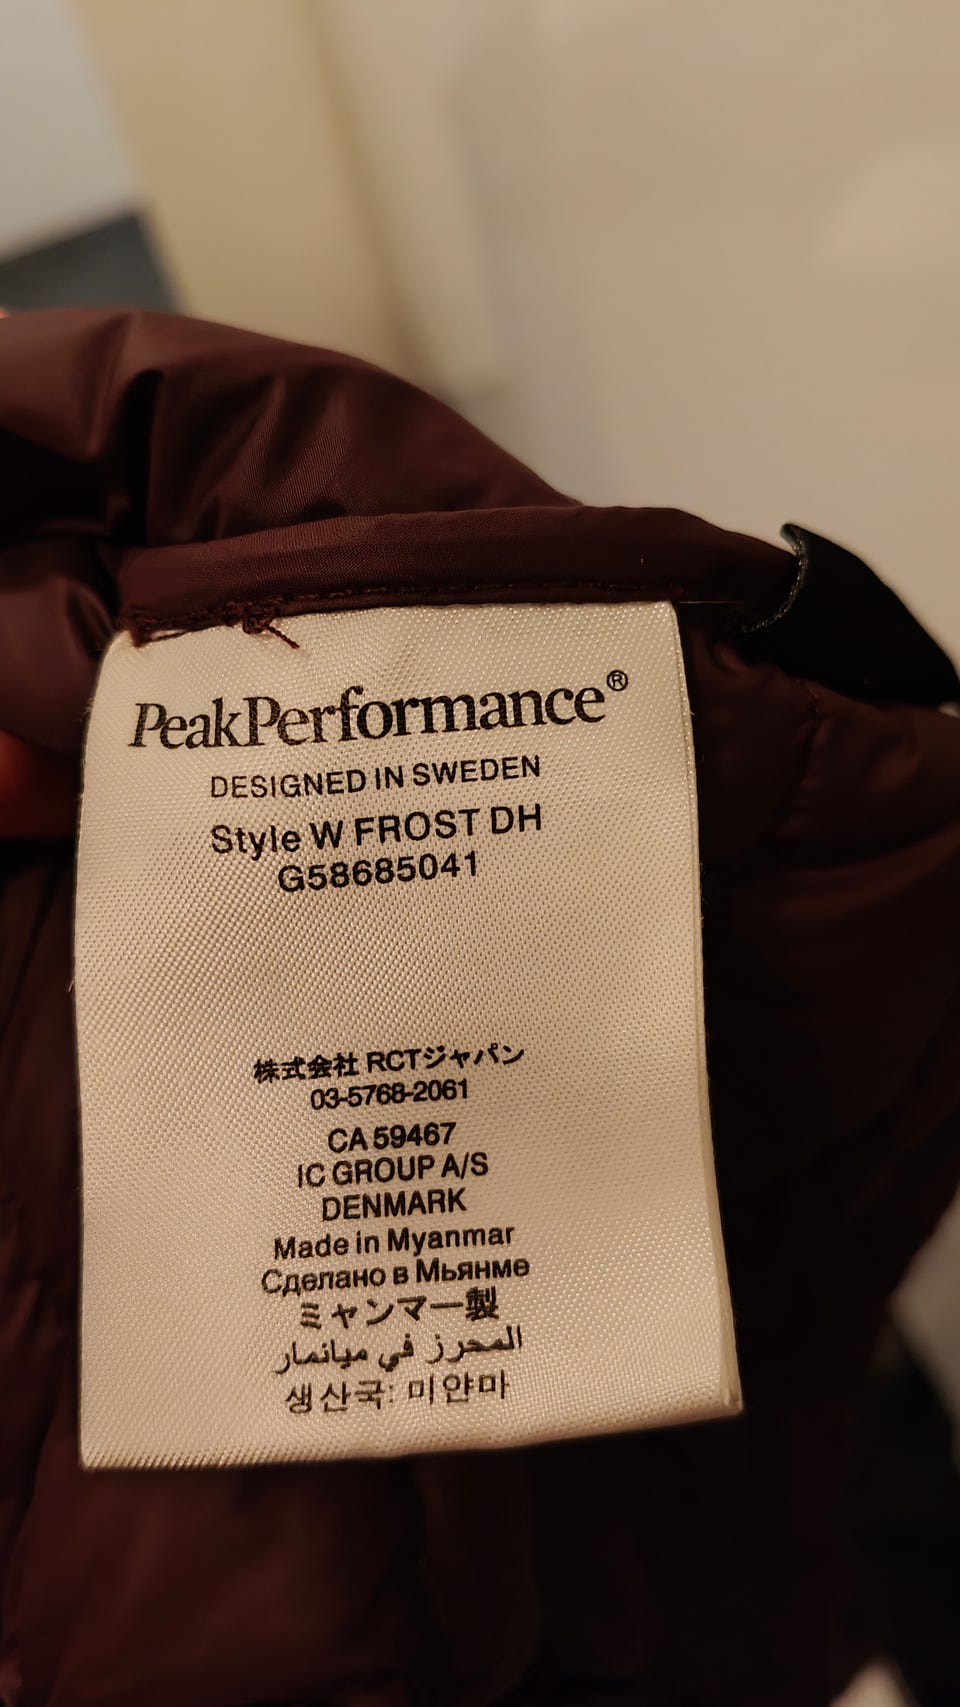 PeakPerformance®
DESIGNED IN SWEDEN
Style W FROST DH
G58685041
株式会社 RCTジャパン
03-5768-2061
CA 59467
IC GROUP A/S
DENMARK
Made in Myanmar
Сделано в Мьянме
ミャンマー製
المحرز في ميانمار
생산국: 미얀마